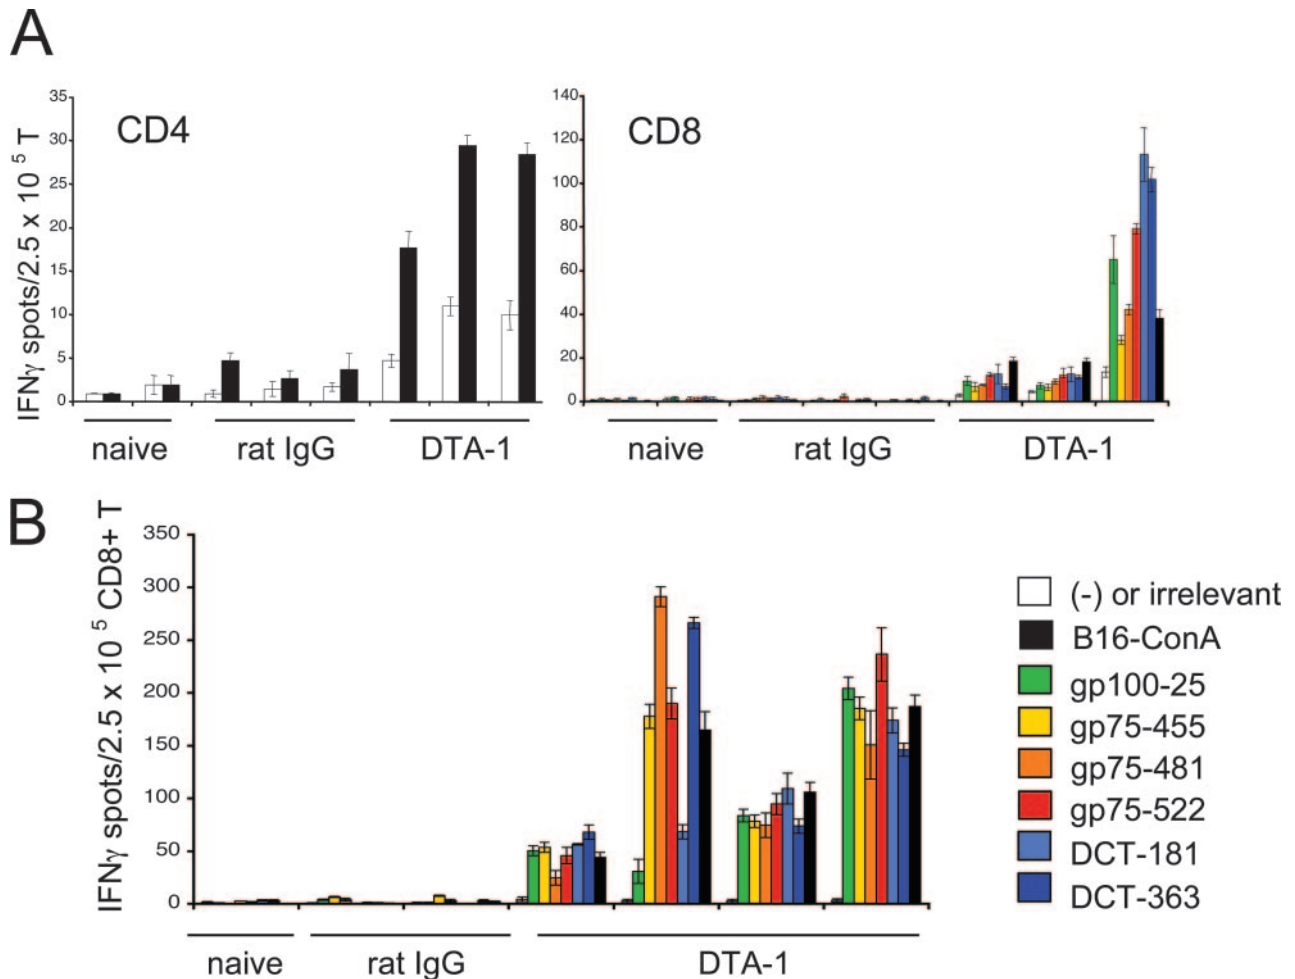 A
IFNγ spots/2.5 x 10 5 T
35
30
25
20
15
10
5
0
CD4
naive
rat IgG
DTA-1
140
120
100
80
60
40
20
0
CD8
naive
rat IgG
DTA-1
B
IFNγ spots/2.5 x 10 5 CD8+ T
350
300
250
200
150
100
50
0
naive
rat IgG
DTA-1
(-) or irrelevant
B16-ConA
gp100-25
gp75-455
gp75-481
gp75-522
DCT-181
DCT-363